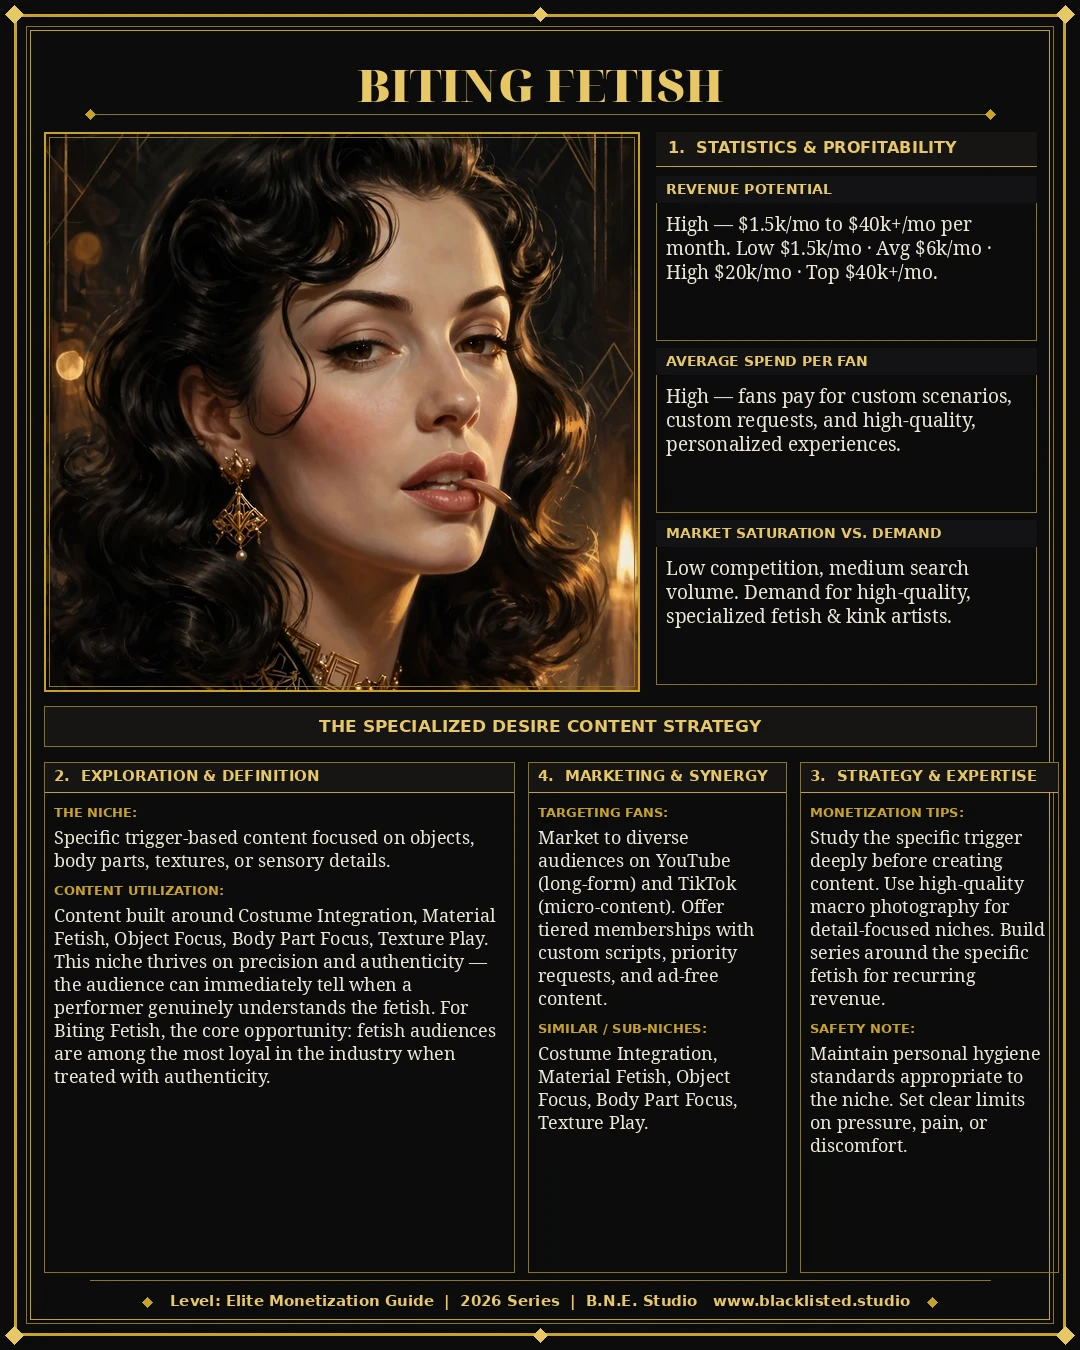 BITING FETISH
1. STATISTICS & PROFITABILITY
REVENUE POTENTIAL
High — $1.5k/mo to $40k+/mo per
month. Low $1.5k/mo · Avg $6k/mo ·
High $20k/mo · Top $40k+/mo.
AVERAGE SPEND PER FAN
High — fans pay for custom scenarios,
custom requests, and high-quality,
personalized experiences.
MARKET SATURATION VS. DEMAND
Low competition, medium search
volume. Demand for high-quality,
specialized fetish & kink artists.
THE SPECIALIZED DESIRE CONTENT STRATEGY
2. EXPLORATION & DEFINITION
THE NICHE:
Specific trigger-based content focused on objects,
body parts, textures, or sensory details.
CONTENT UTILIZATION:
Content built around Costume Integration, Material
Fetish, Object Focus, Body Part Focus, Texture Play.
This niche thrives on precision and authenticity —
the audience can immediately tell when a
performer genuinely understands the fetish. For
Biting Fetish, the core opportunity: fetish audiences
are among the most loyal in the industry when
treated with authenticity.
4. MARKETING & SYNERGY
TARGETING FANS:
Market to diverse
audiences on YouTube
(long-form) and TikTok
(micro-content). Offer
tiered memberships with
custom scripts, priority
requests, and ad-free
content.
SIMILAR / SUB-NICHES:
Costume Integration,
Material Fetish, Object
Focus, Body Part Focus,
Texture Play.
3. STRATEGY & EXPERTISE
MONETIZATION TIPS:
Study the specific trigger
deeply before creating
content. Use high-quality
macro photography for
detail-focused niches. Build
series around the specific
fetish for recurring
revenue.
SAFETY NOTE:
Maintain personal hygiene
standards appropriate to
the niche. Set clear limits
on pressure, pain, or
discomfort.
Level: Elite Monetization Guide | 2026 Series | B.N.E. Studio www.blacklisted.studio